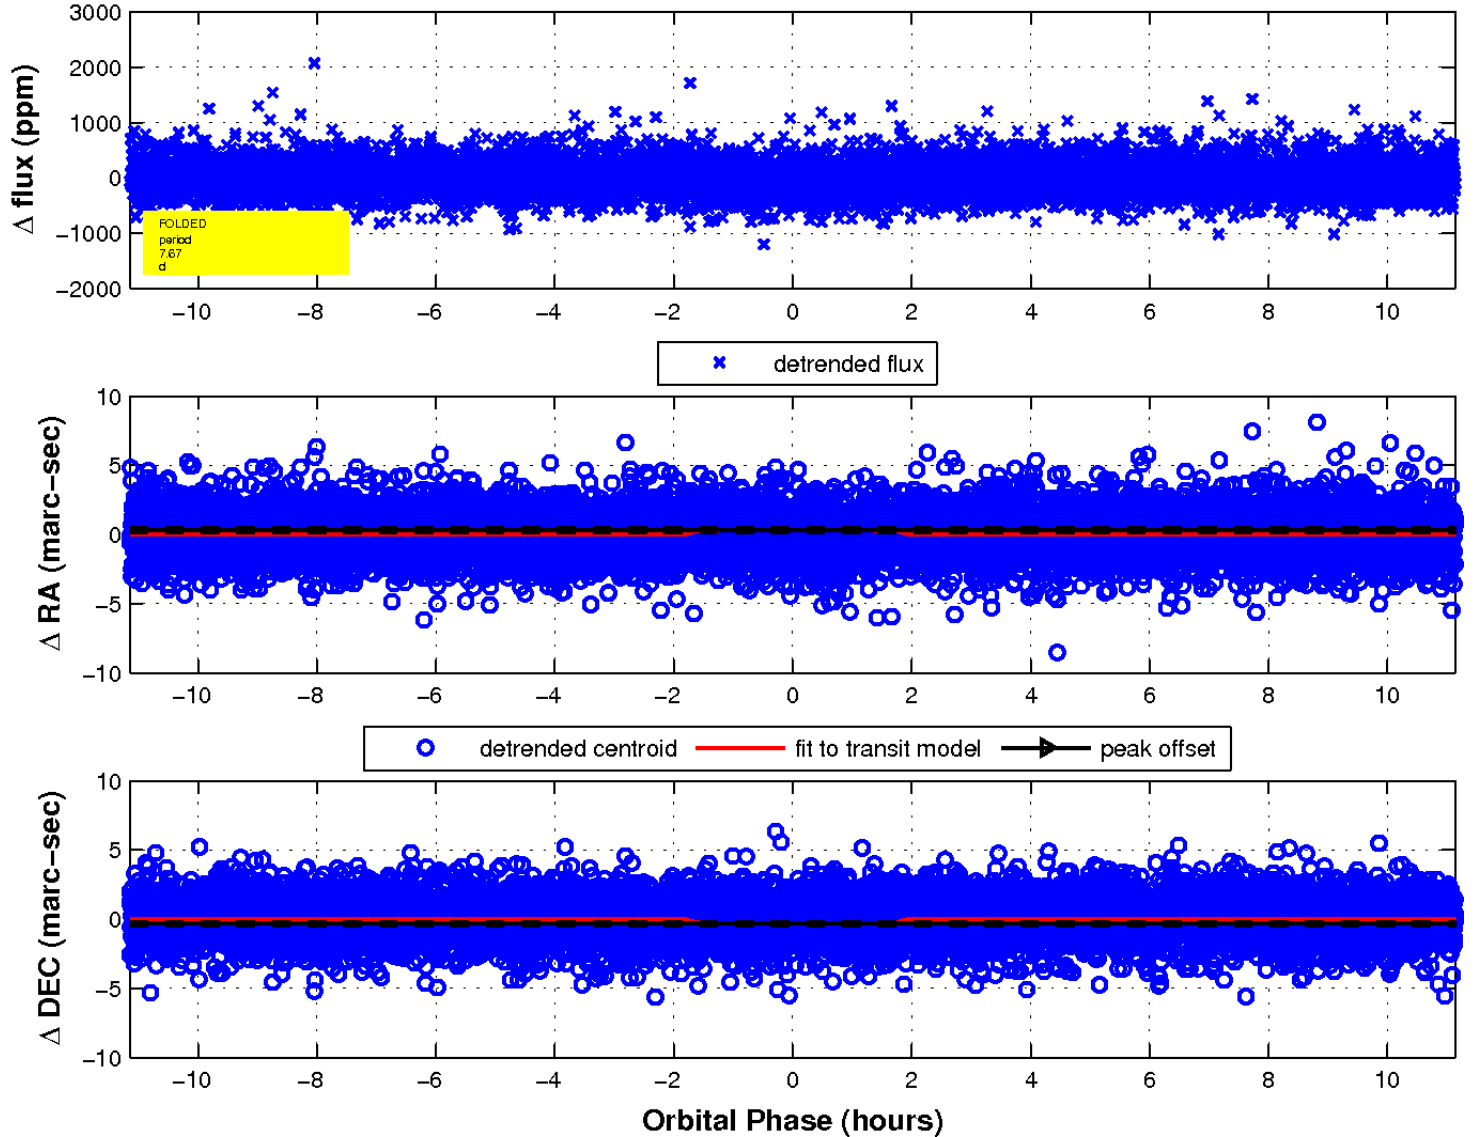 3000
2000
1000
0
−1000
−2000
Δ flux (ppm)
FOLDED
period
7.67
d
−10 −8 −6 −4 −2 0 2 4 6 8 10
detrended flux
10
5
0
−5
−10
Δ RA (marc−sec)
−10 −8 −6 −4 −2 0 2 4 6 8 10
detrended centroid fit to transit model peak offset
10
5
0
−5
−10
Δ DEC (marc−sec)
−10 −8 −6 −4 −2 0 2 4 6 8 10
Orbital Phase (hours)